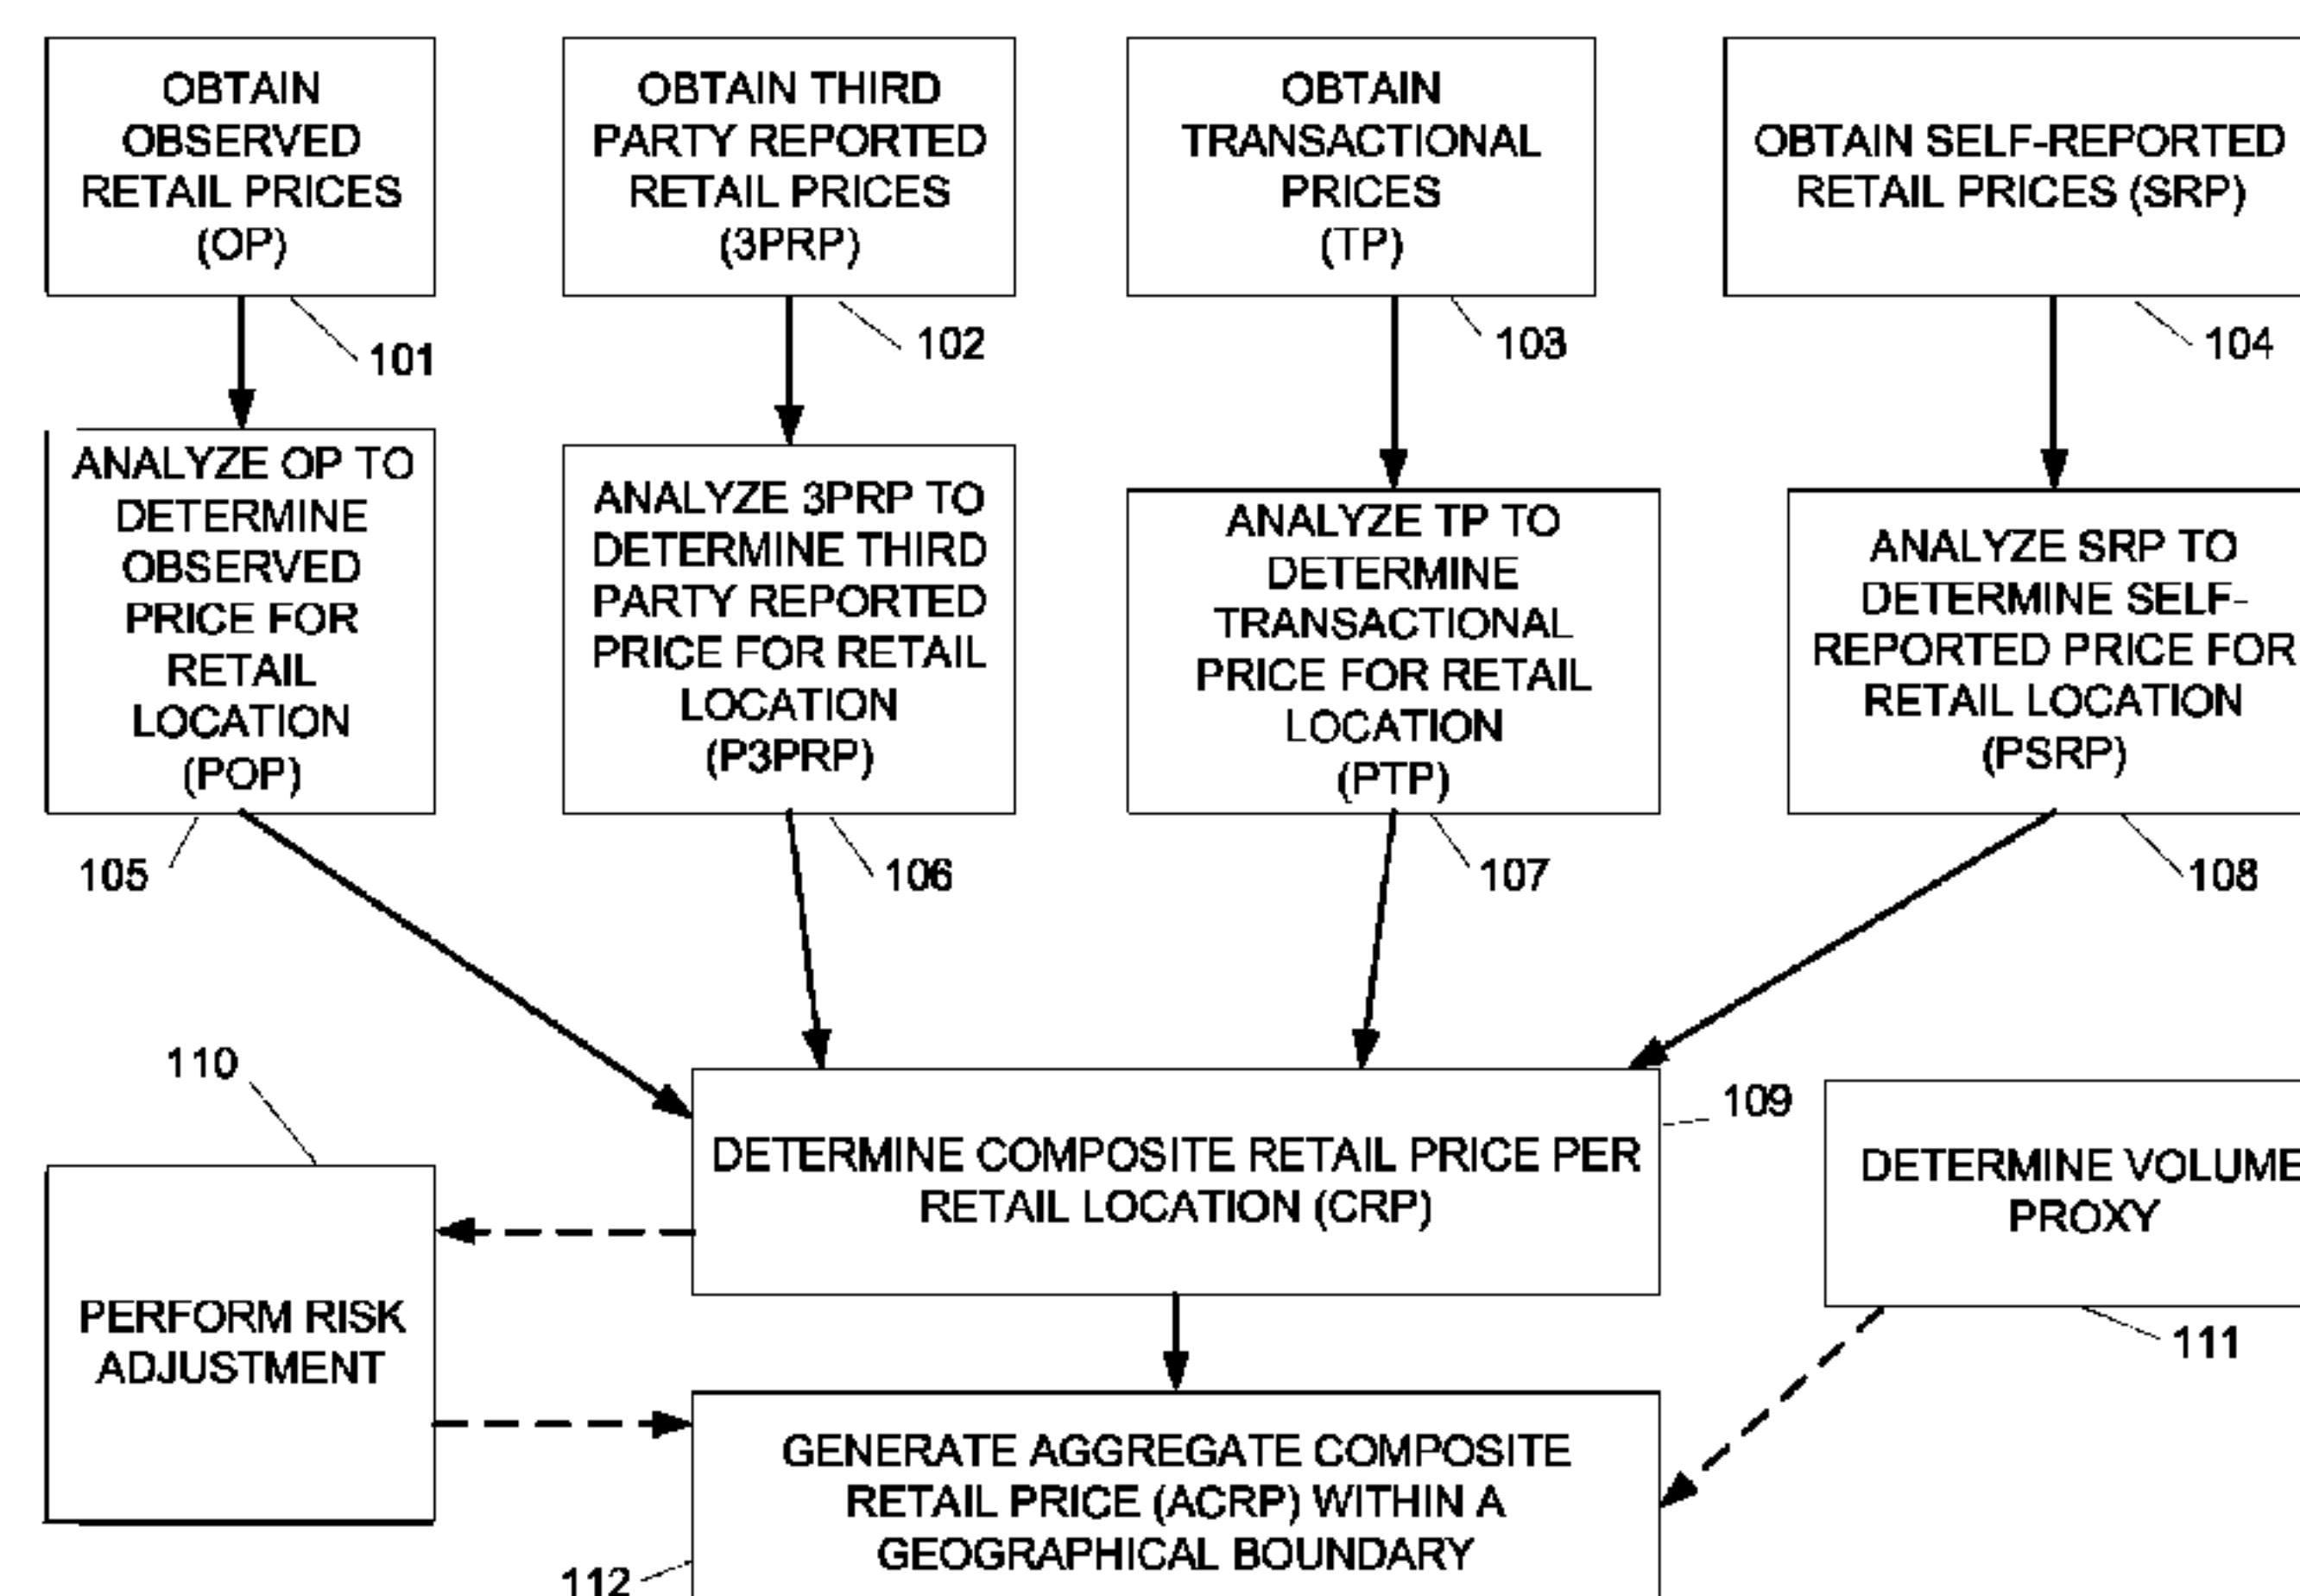 OBTAIN
OBSERVED
RETAIL PRICES
(OP)
OBTAIN THIRD
PARTY REPORTED
RETAIL PRICES
(3PRP)
OBTAIN
TRANSACTIONAL
PRICES
(TP)
OBTAIN SELF-REPORTED
RETAIL PRICES (SRP)
101
102
103
104
ANALYZE OP TO
DETERMINE
OBSERVED
PRICE FOR
RETAIL
LOCATION
(POP)
ANALYZE 3PRP TO
DETERMINE THIRD
PARTY REPORTED
PRICE FOR RETAIL
LOCATION
(P3PRP)
ANALYZE TP TO
DETERMINE
TRANSACTIONAL
PRICE FOR RETAIL
LOCATION
(PTP)
ANALYZE SRP TO
DETERMINE SELF-
REPORTED PRICE FOR
RETAIL LOCATION
(PSRP)
105
106
107
108
110
109
DETERMINE COMPOSITE RETAIL PRICE PER
RETAIL LOCATION (CRP)
DETERMINE VOLUME
PROXY
PERFORM RISK
ADJUSTMENT
111
GENERATE AGGREGATE COMPOSITE
RETAIL PRICE (ACRP) WITHIN A
GEOGRAPHICAL BOUNDARY
112